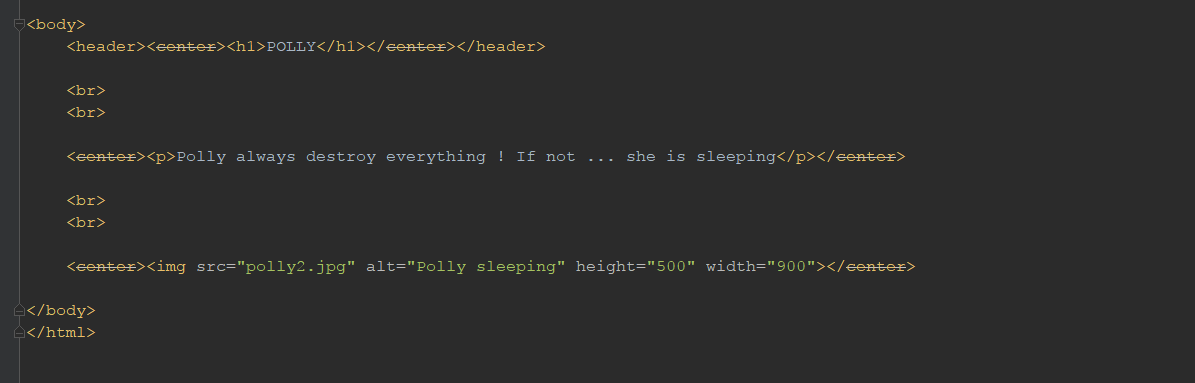 <body>
<header><center><h1>POLLY</h1></center></header>
<br>
<br>
<center><p>Polly always destroy everything ! If not ... she is sleeping</p></center>
<br>
<br>
<center><img src="polly2.jpg" alt="Polly sleeping" height="500" width="900"></center>
</body>
</html>